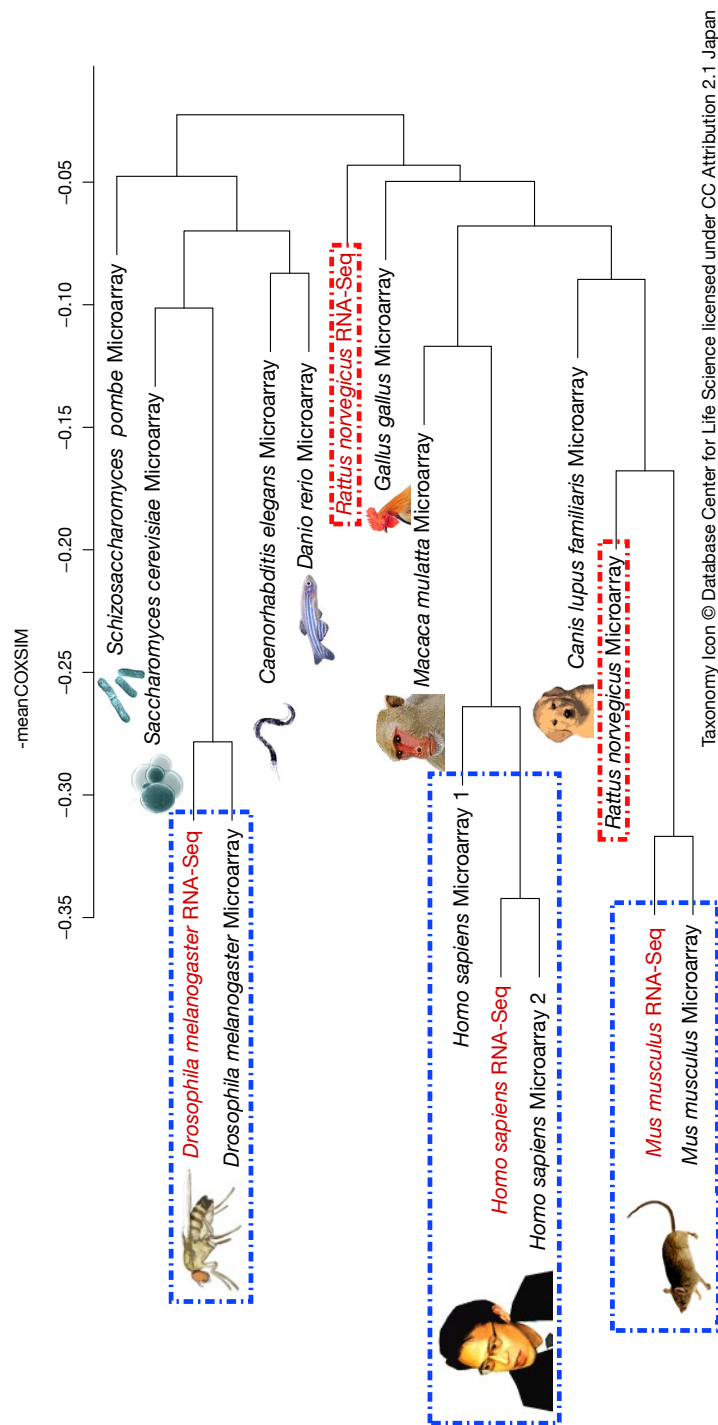 -meanCOXSIM
-0.35
-0.30
-0.25
-0.20
-0.15
-0.10
-0.05
Schizosaccharomyces pombe Microarray
Saccharomyces cerevisiae Microarray
Drosophila melanogaster RNA-Seq
Drosophila melanogaster Microarray
Caenorhabditis elegans Microarray
Danio rerio Microarray
Rattus norvegicus RNA-Seq
Gallus gallus Microarray
Macaca mulatta Microarray
Homo sapiens Microarray 1
Homo sapiens RNA-Seq
Homo sapiens Microarray 2
Canis lupus familiaris Microarray
Rattus norvegicus Microarray
Mus musculus RNA-Seq
Mus musculus Microarray
Taxonomy Icon © Database Center for Life Science licensed under CC Attribution 2.1 Japan